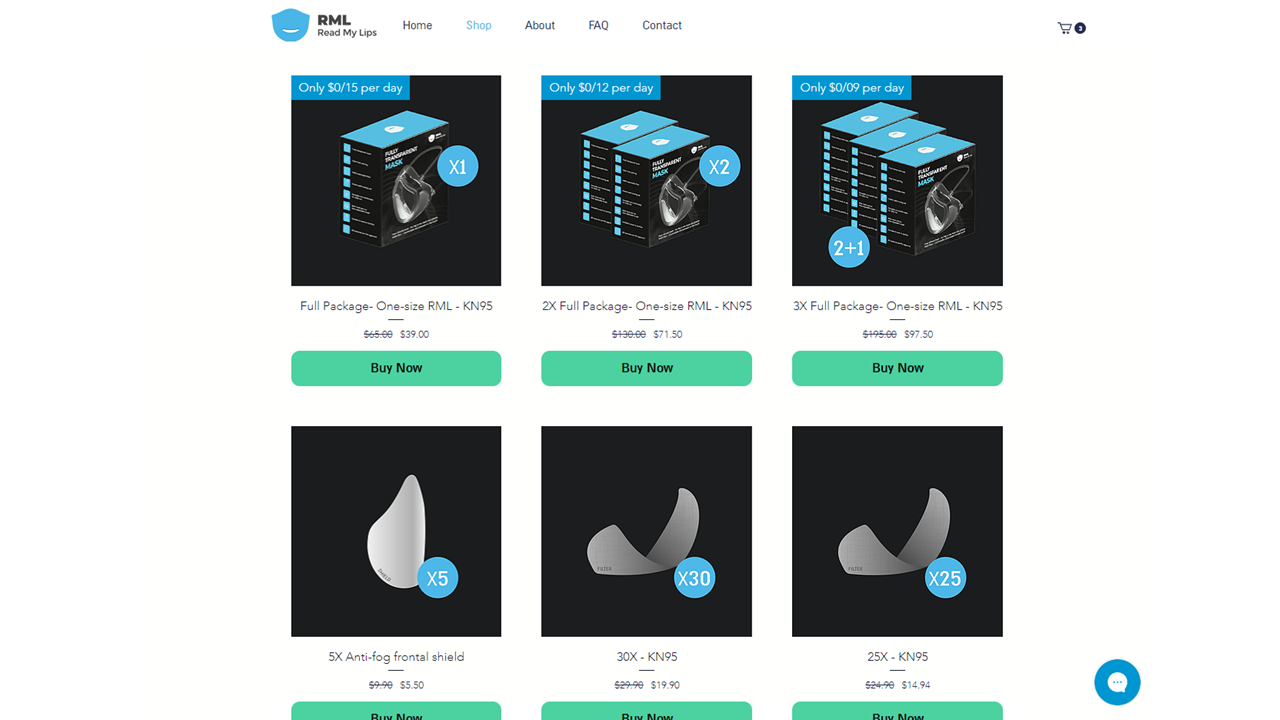 RML
Read My Lips
Home
Shop
About
FAQ
Contact
3
Only $0/15 per day
FULLY
TRANSPARENT
MASK
X1
Full Package- One-size RML - KN95
$65.00 $39.00
Buy Now
Only $0/12 per day
FULLY
TRANSPARENT
MASK
X2
2X Full Package- One-size RML - KN95
$130.00 $71.50
Buy Now
Only $0/09 per day
FULLY
TRANSPARENT
MASK
2+1
3X Full Package- One-size RML - KN95
$195.00 $97.50
Buy Now
SHIELD
X5
5X Anti-fog frontal shield
$9.90 $5.50
Buy Now
FILTER
X30
30X - KN95
$29.90 $19.90
Buy Now
FILTER
X25
25X - KN95
$24.90 $14.94
Buy Now